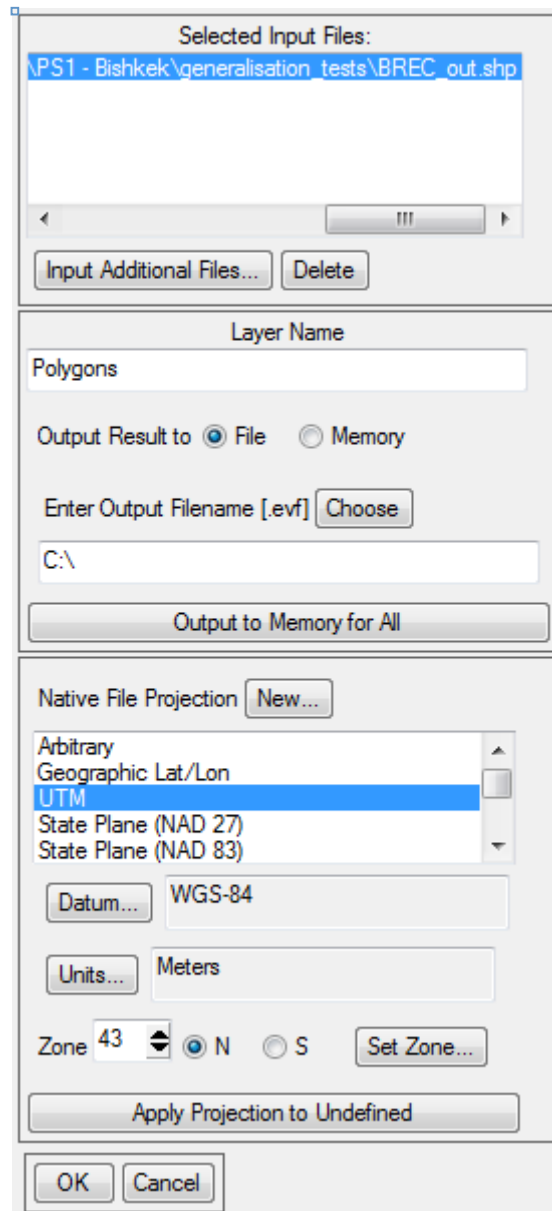 Selected Input Files:
\PS1 - Bishkek\generalisation_tests\BREC_out.shp
Input Additional Files... Delete
Layer Name
Polygons
Output Result to File Memory
Enter Output Filename [.evf] Choose
C:\
Output to Memory for All
Native File Projection New...
Arbitrary
Geographic Lat/Lon
UTM
State Plane (NAD 27)
State Plane (NAD 83)
Datum... WGS-84
Units... Meters
Zone 43 N S Set Zone...
Apply Projection to Undefined
OK Cancel